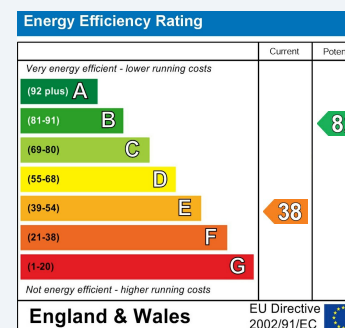 Energy Efficiency Rating
Current
Very energy efficient - lower running costs
(92 plus) A
(81-91) B
(69-80) C
(55-68) D
(39-54) E
38
(21-38) F
(1-20) G
Not energy efficient - higher running costs
England & Wales
EU Directive
2002/91/EC